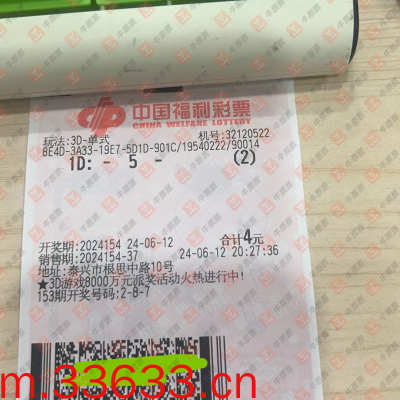 中国福利彩票
CHINA WELFARE LOTTERY
玩法:3D-单式 机号:32120522
8E4D-3A33-19E7-5D1D-901C/19540222/90014
1D: - 5 - (2)
开奖期:2024154 24-06-12 合计4元
销售期:2024154-37 24-06-12 20:27:36
地址:泰兴市根思中路10号
★3D游戏8000万元派奖活动火热进行中!
153期开奖号码:2-8-7
m.33633.cn